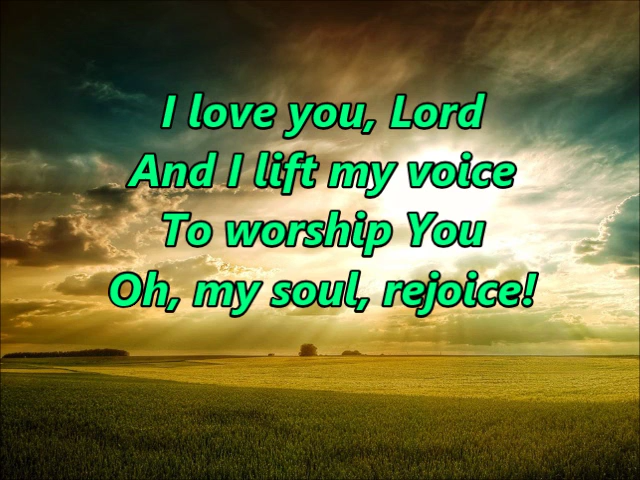 I love you, Lord
And I lift my voice
To worship You
Oh, my soul, rejoice!